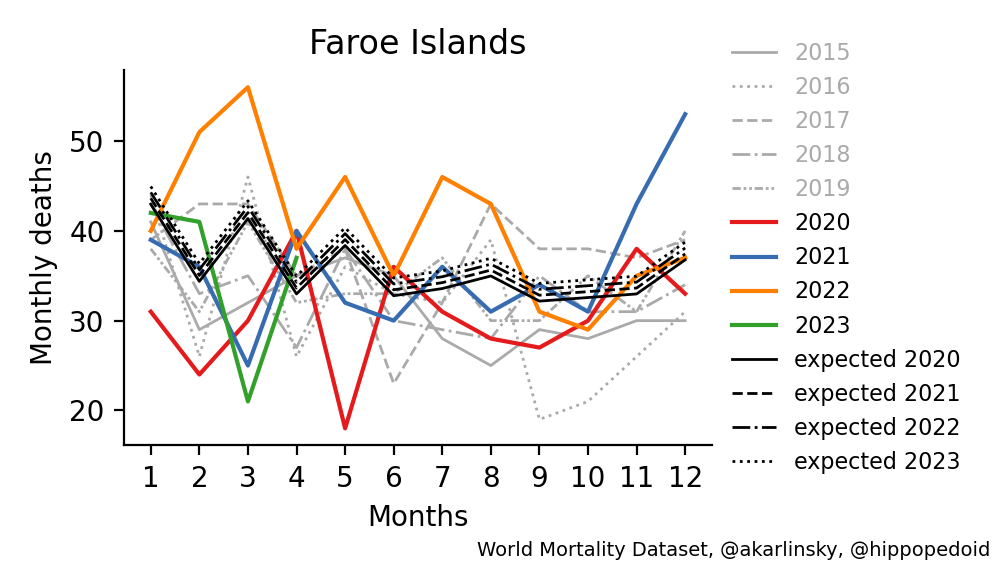 Faroe Islands
Monthly deaths
50
40
30
20
1 2 3 4 5 6 7 8 9 10 11 12
Months
2015
2016
2017
2018
2019
2020
2021
2022
2023
expected 2020
expected 2021
expected 2022
expected 2023
World Mortality Dataset, @akarlinsky, @hippopedoid